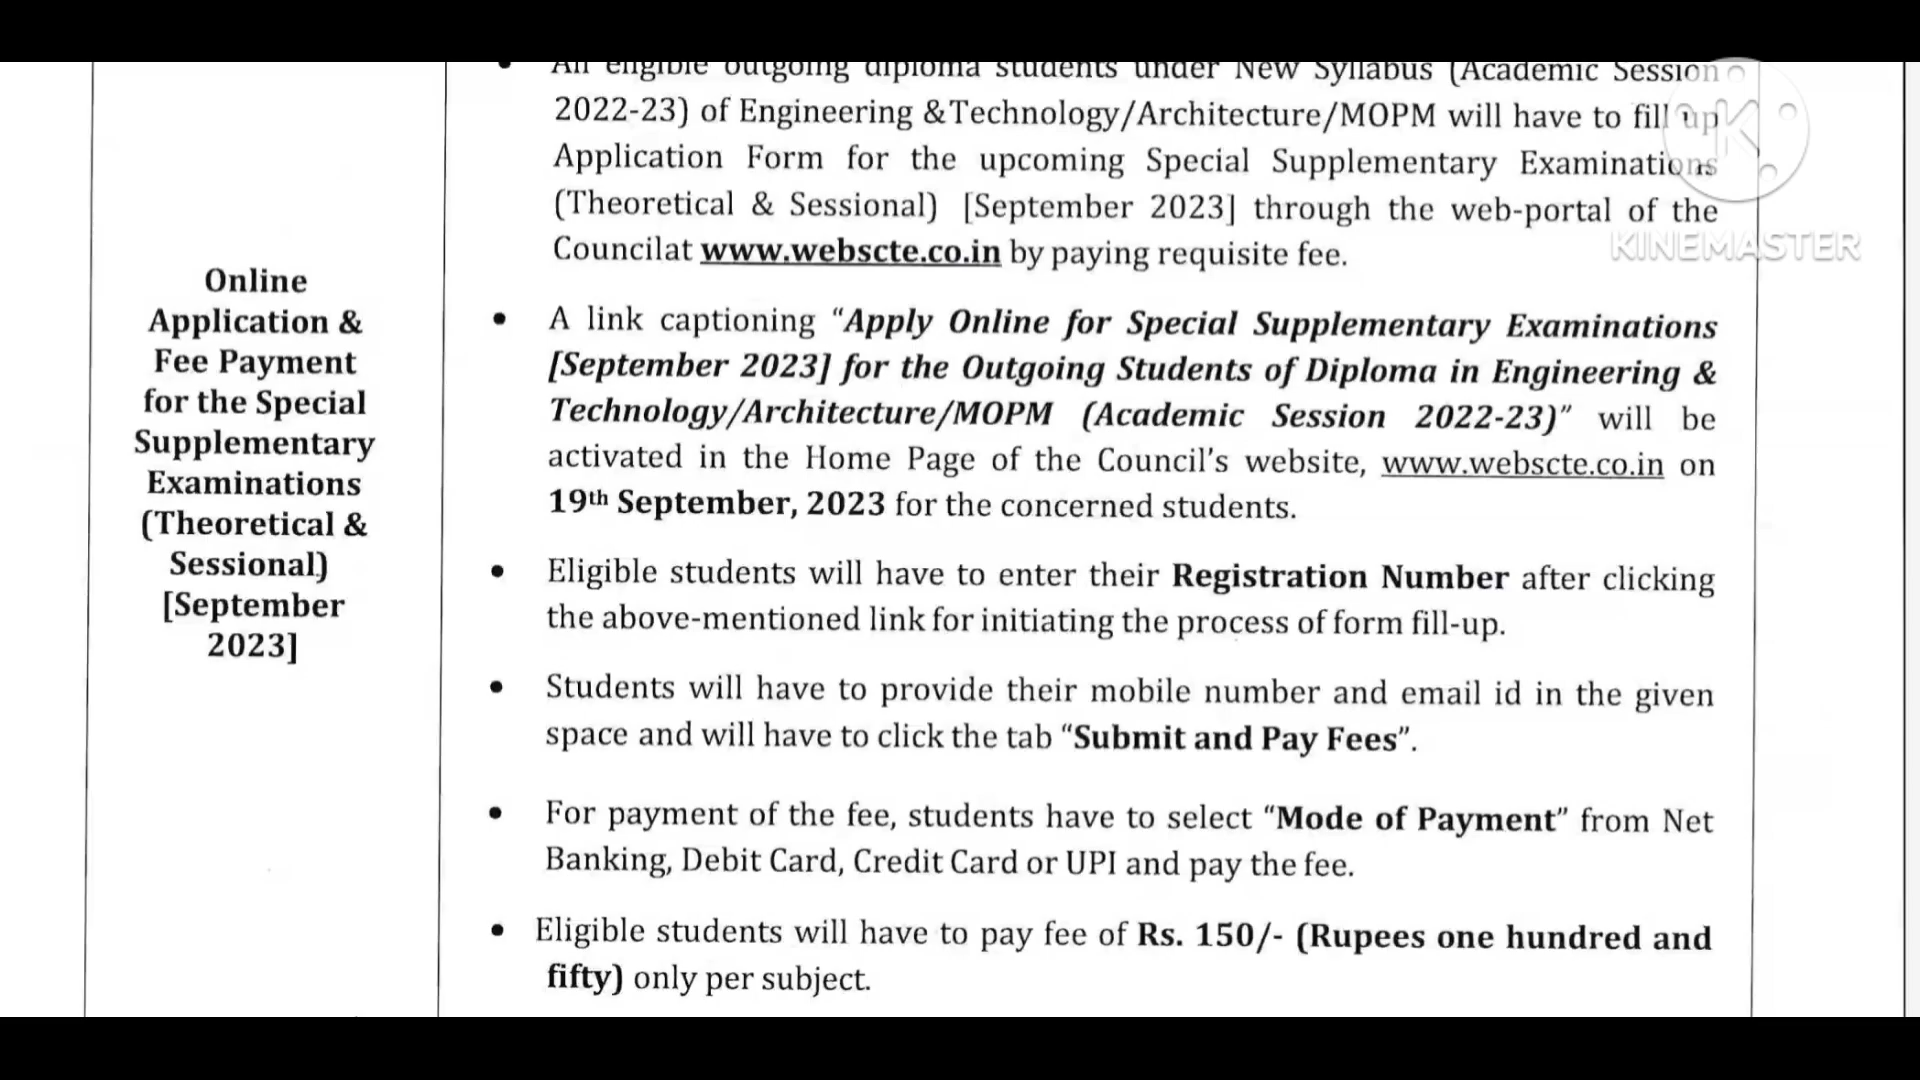 Online
Application &
Fee Payment
for the Special
Supplementary
Examinations
(Theoretical &
Sessional)
[September
2023]
All eligible outgoing diploma students under New Syllabus (Academic Session
2022-23) of Engineering &Technology/Architecture/MOPM will have to fill up
Application Form for the upcoming Special Supplementary Examinations
(Theoretical & Sessional) [September 2023] through the web-portal of the
Councilat www.webscte.co.in by paying requisite fee.
• A link captioning “Apply Online for Special Supplementary Examinations
[September 2023] for the Outgoing Students of Diploma in Engineering &
Technology/Architecture/MOPM (Academic Session 2022-23)” will be
activated in the Home Page of the Council’s website, www.webscte.co.in on
19th September, 2023 for the concerned students.
• Eligible students will have to enter their Registration Number after clicking
the above-mentioned link for initiating the process of form fill-up.
• Students will have to provide their mobile number and email id in the given
space and will have to click the tab “Submit and Pay Fees”.
• For payment of the fee, students have to select “Mode of Payment” from Net
Banking, Debit Card, Credit Card or UPI and pay the fee.
• Eligible students will have to pay fee of Rs. 150/- (Rupees one hundred and
fifty) only per subject.
K
KINEMASTER